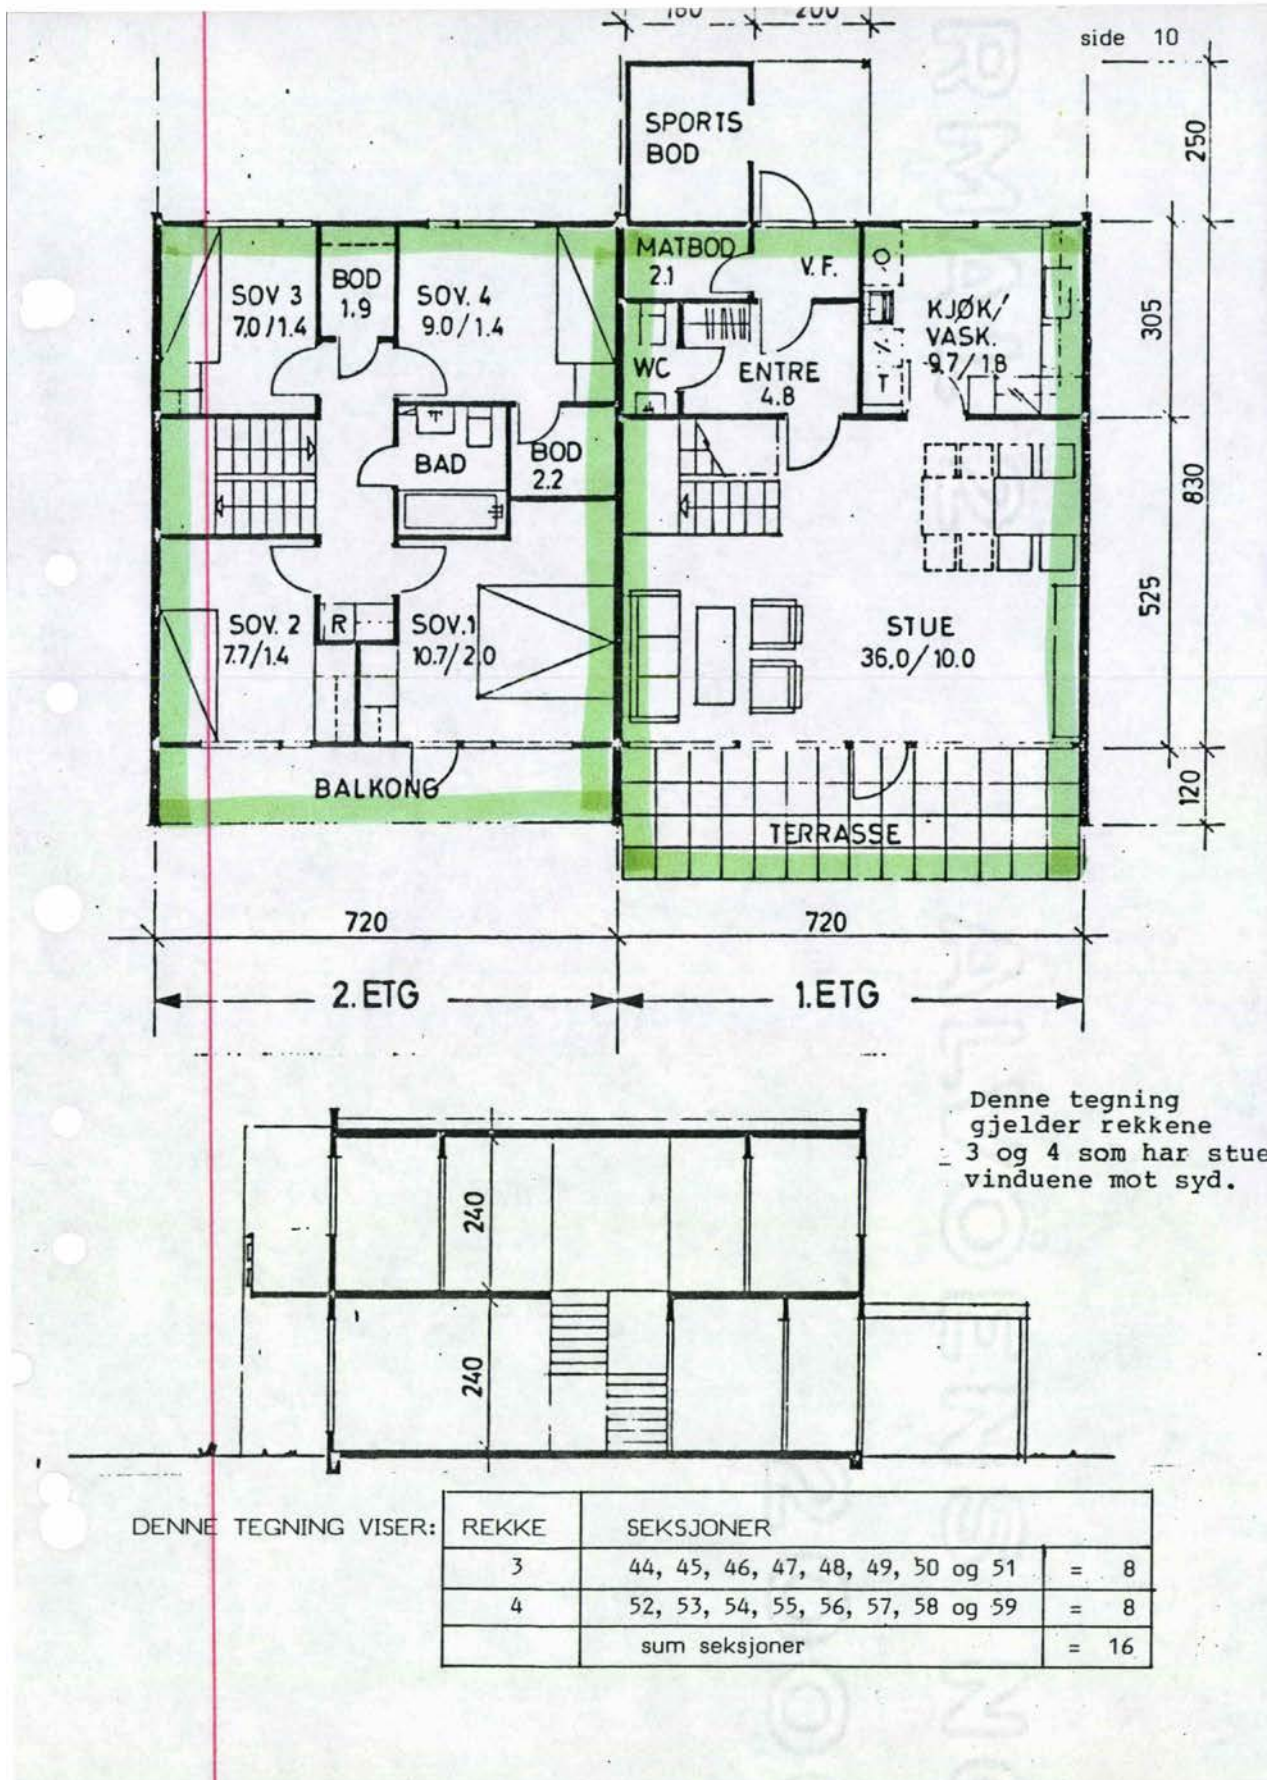 180 200
side 10
SPORTS
BOD
250
SOV 3
7.0/1.4
BOD
1.9
SOV. 4
9.0/1.4
MATBOD
2.1
V.F.
KJØK/
VASK.
9.7/1.8
305
WC
ENTRE
4.8
BAD
BOD
2.2
830
525
SOV. 2
7.7/1.4
R
SOV.1
10.7/2.0
STUE
36.0/10.0
BALKONG
TERRASSE
120
720 720
2.ETG 1.ETG
Denne tegning
gjelder rekkene
3 og 4 som har stue
vinduene mot syd.
240
240
DENNE TEGNING VISER: REKKE SEKSJONER
3 44, 45, 46, 47, 48, 49, 50 og 51 = 8
4 52, 53, 54, 55, 56, 57, 58 og 59 = 8
sum seksjoner = 16